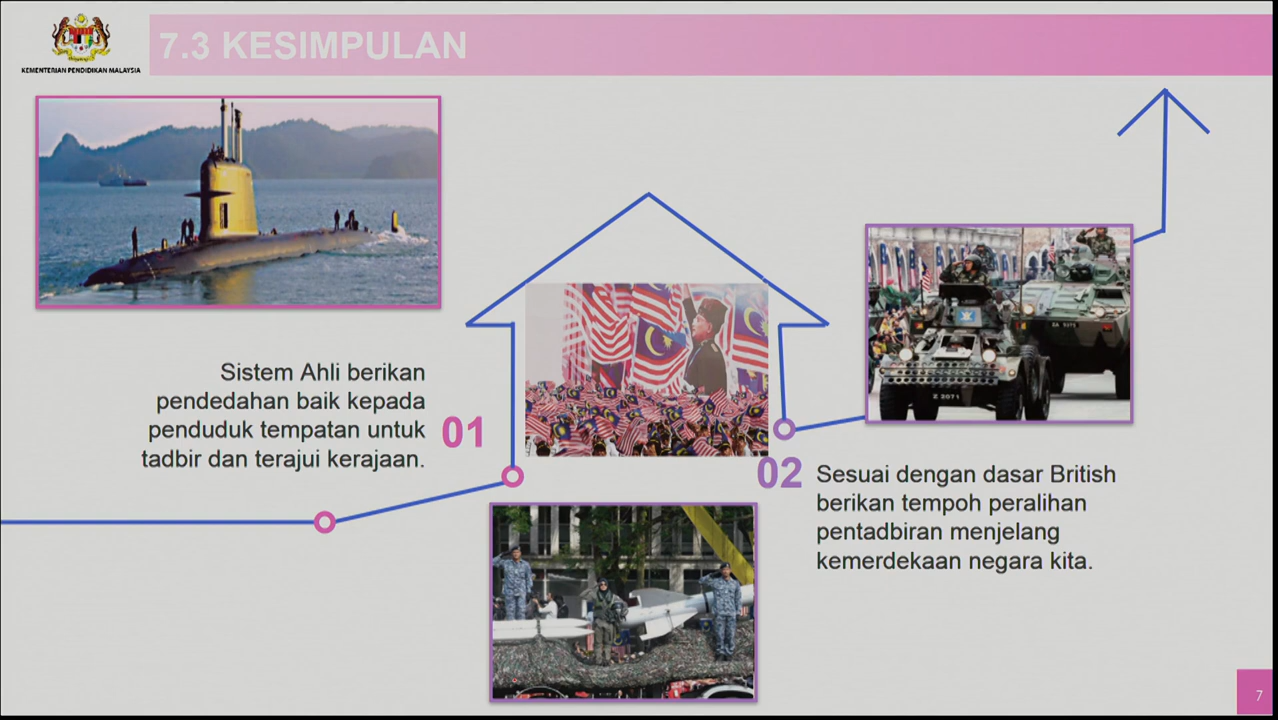 KEMENTERIAN PENDIDIKAN MALAYSIA
7.3 KESIMPULAN
Sistem Ahli berikan
pendedahan baik kepada
penduduk tempatan untuk
tadbir dan terajui kerajaan.
01
02
Sesuai dengan dasar British
berikan tempoh peralihan
pentadbiran menjelang
kemerdekaan negara kita.
Z 2071
7